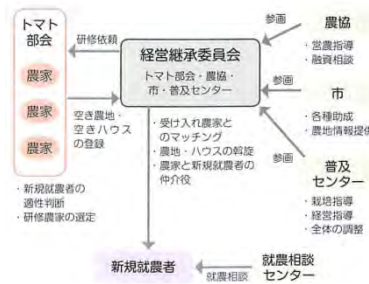 トマト
部会
農家
農家
農家
・新規就農者の
適性判断
・研修農家の選定
研修依頼
空き農地・
空きハウス
の登録
経営継承委員会
トマト部会・農協・
市・普及センター
・受け入れ農家と
のマッチング
・農地・ハウスの斡旋
・農家と新規就農者の
仲介役
新規就農者
就農相談
就農相談
センター
参画
農協
・営農指導
・融資相談
参画
市
・各種助成
・農地情報提供
参画
普及
センター
・栽培指導
・経営指導
・全体の調整